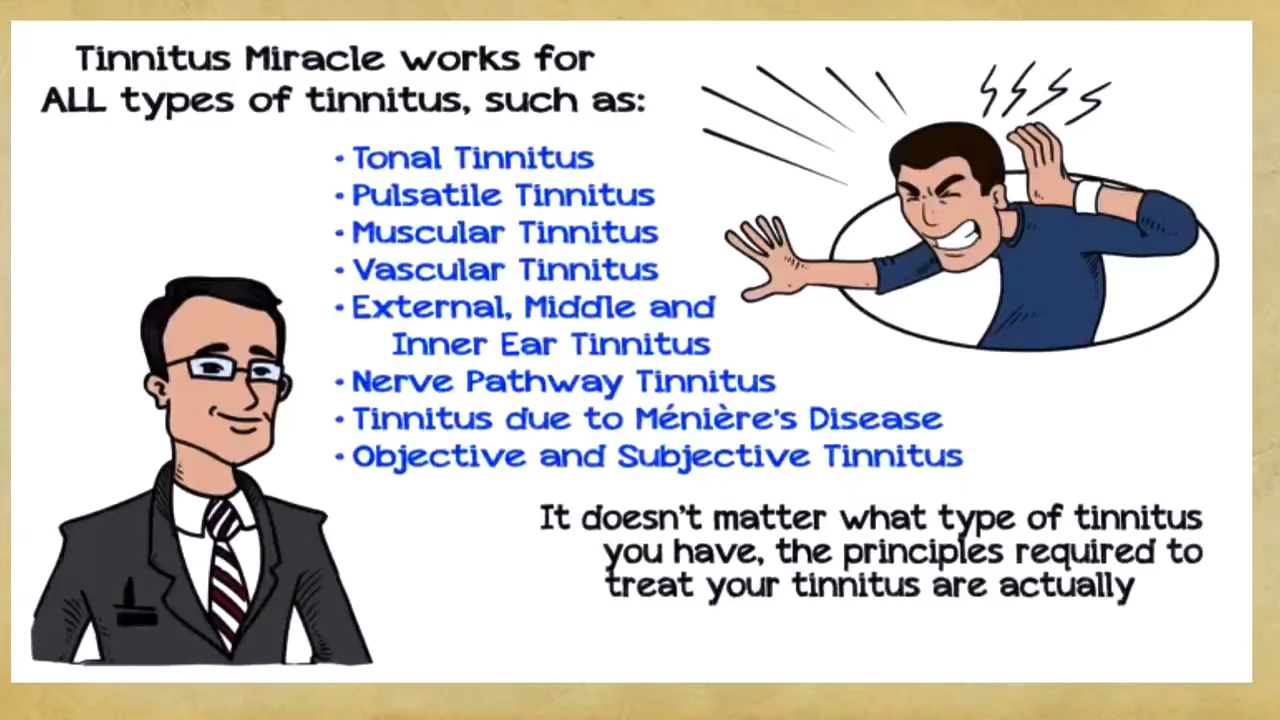 Tinnitus Miracle works for
ALL types of tinnitus, such as:
• Tonal Tinnitus
• Pulsatile Tinnitus
• Muscular Tinnitus
• Vascular Tinnitus
• External, Middle and
Inner Ear Tinnitus
• Nerve Pathway Tinnitus
• Tinnitus due to Ménière's Disease
• Objective and Subjective Tinnitus
It doesn't matter what type of tinnitus
you have, the principles required to
treat your tinnitus are actually